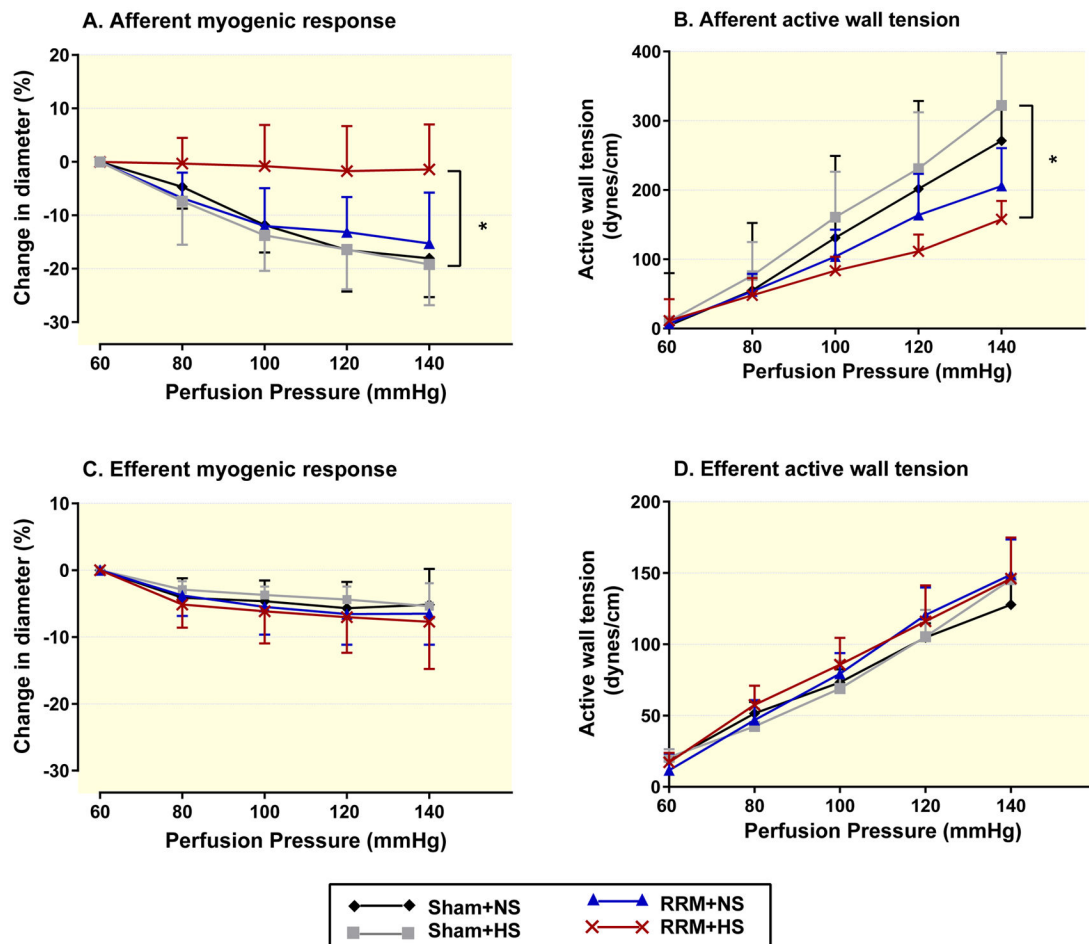 A. Afferent myogenic response
20
10
0
-10
-20
-30
Change in diameter (%)
*
60 80 100 120 140
Perfusion Pressure (mmHg)
B. Afferent active wall tension
400
300
200
100
0
Active wall tension
(dynes/cm)
*
60 80 100 120 140
Perfusion Pressure (mmHg)
C. Efferent myogenic response
10
0
-10
-20
-30
Change in diameter (%)
60 80 100 120 140
Perfusion Pressure (mmHg)
D. Efferent active wall tension
200
150
100
50
0
Active wall tension
(dynes/cm)
60 80 100 120 140
Perfusion Pressure (mmHg)
Sham+NS
Sham+HS
RRM+NS
RRM+HS